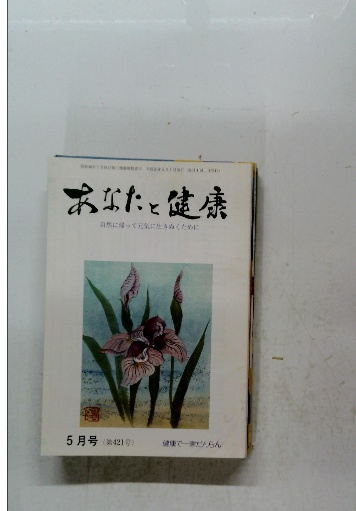 あなたと健康
自然に帰って元気に生きぬくために
5月号（第421号）
健康で一家だんらん